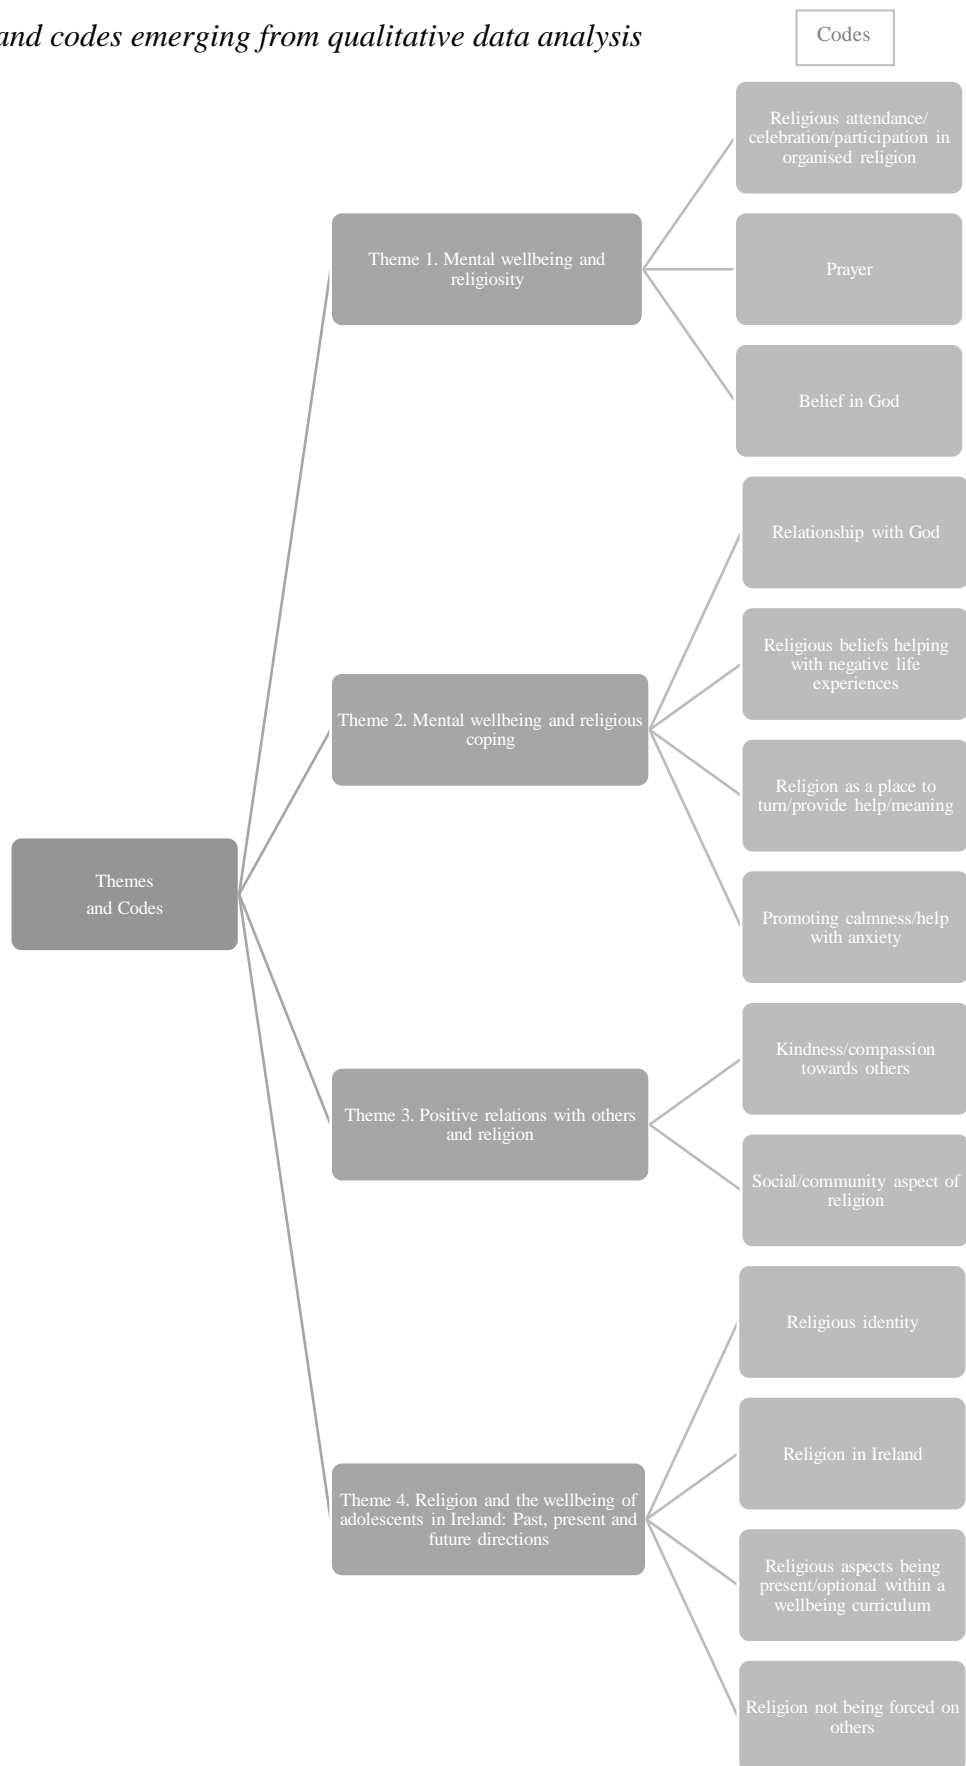 and codes emerging from qualitative data analysis
Codes
Religious attendance/
celebration/participation in
organised religion
Theme 1. Mental wellbeing and
religiosity
Prayer
Belief in God
Relationship with God
Religious beliefs helping
with negative life
experiences
Theme 2. Mental wellbeing and religious
coping
Religion as a place to
turn/provide help/meaning
Promoting calmness/help
with anxiety
Themes
and Codes
Kindness/compassion
towards others
Theme 3. Positive relations with others
and religion
Social/community aspect of
religion
Religious identity
Religion in Ireland
Theme 4. Religion and the wellbeing of
adolescents in Ireland: Past, present and
future directions
Religious aspects being
present/optional within a
wellbeing curriculum
Religion not being forced on
others